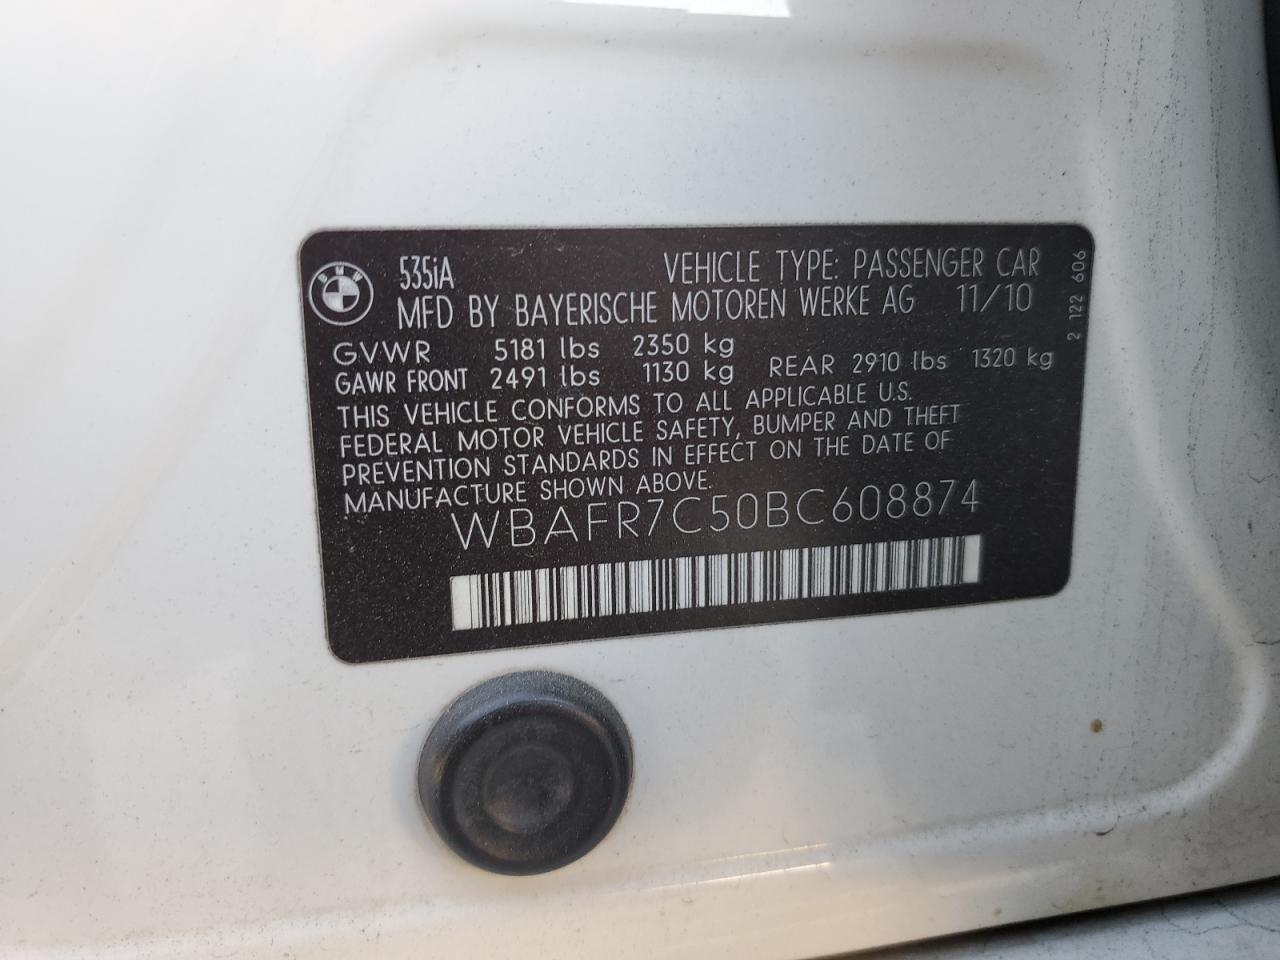 BMW
535iA VEHICLE TYPE: PASSENGER CAR
MFD BY BAYERISCHE MOTOREN WERKE AG 11/10
GVWR 5181 lbs 2350 kg
GAWR FRONT 2491 lbs 1130 kg REAR 2910 lbs 1320 kg
THIS VEHICLE CONFORMS TO ALL APPLICABLE U.S.
FEDERAL MOTOR VEHICLE SAFETY, BUMPER AND THEFT
PREVENTION STANDARDS IN EFFECT ON THE DATE OF
MANUFACTURE SHOWN ABOVE.
WBAFR7C50BC608874
2 122 606